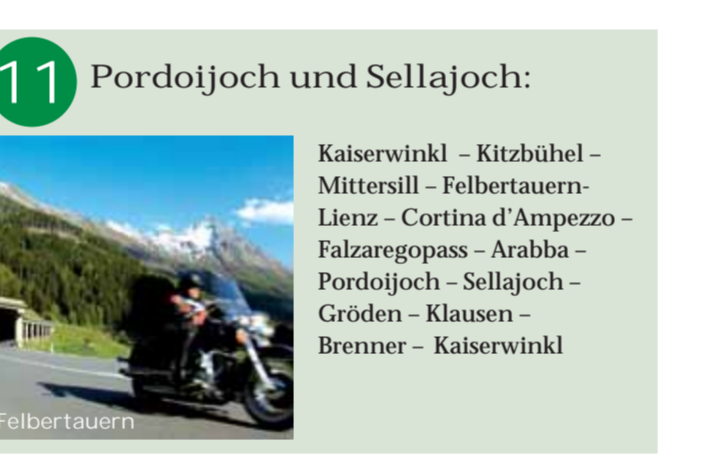 11
Pordoijoch und Sellajoch:
Kaiserwinkl – Kitzbühel –
Mittersill – Felbertauern-
Lienz – Cortina d'Ampezzo –
Falzaregopass – Arabba –
Pordoijoch – Sellajoch –
Gröden – Klausen –
Brenner – Kaiserwinkl
Felbertauern